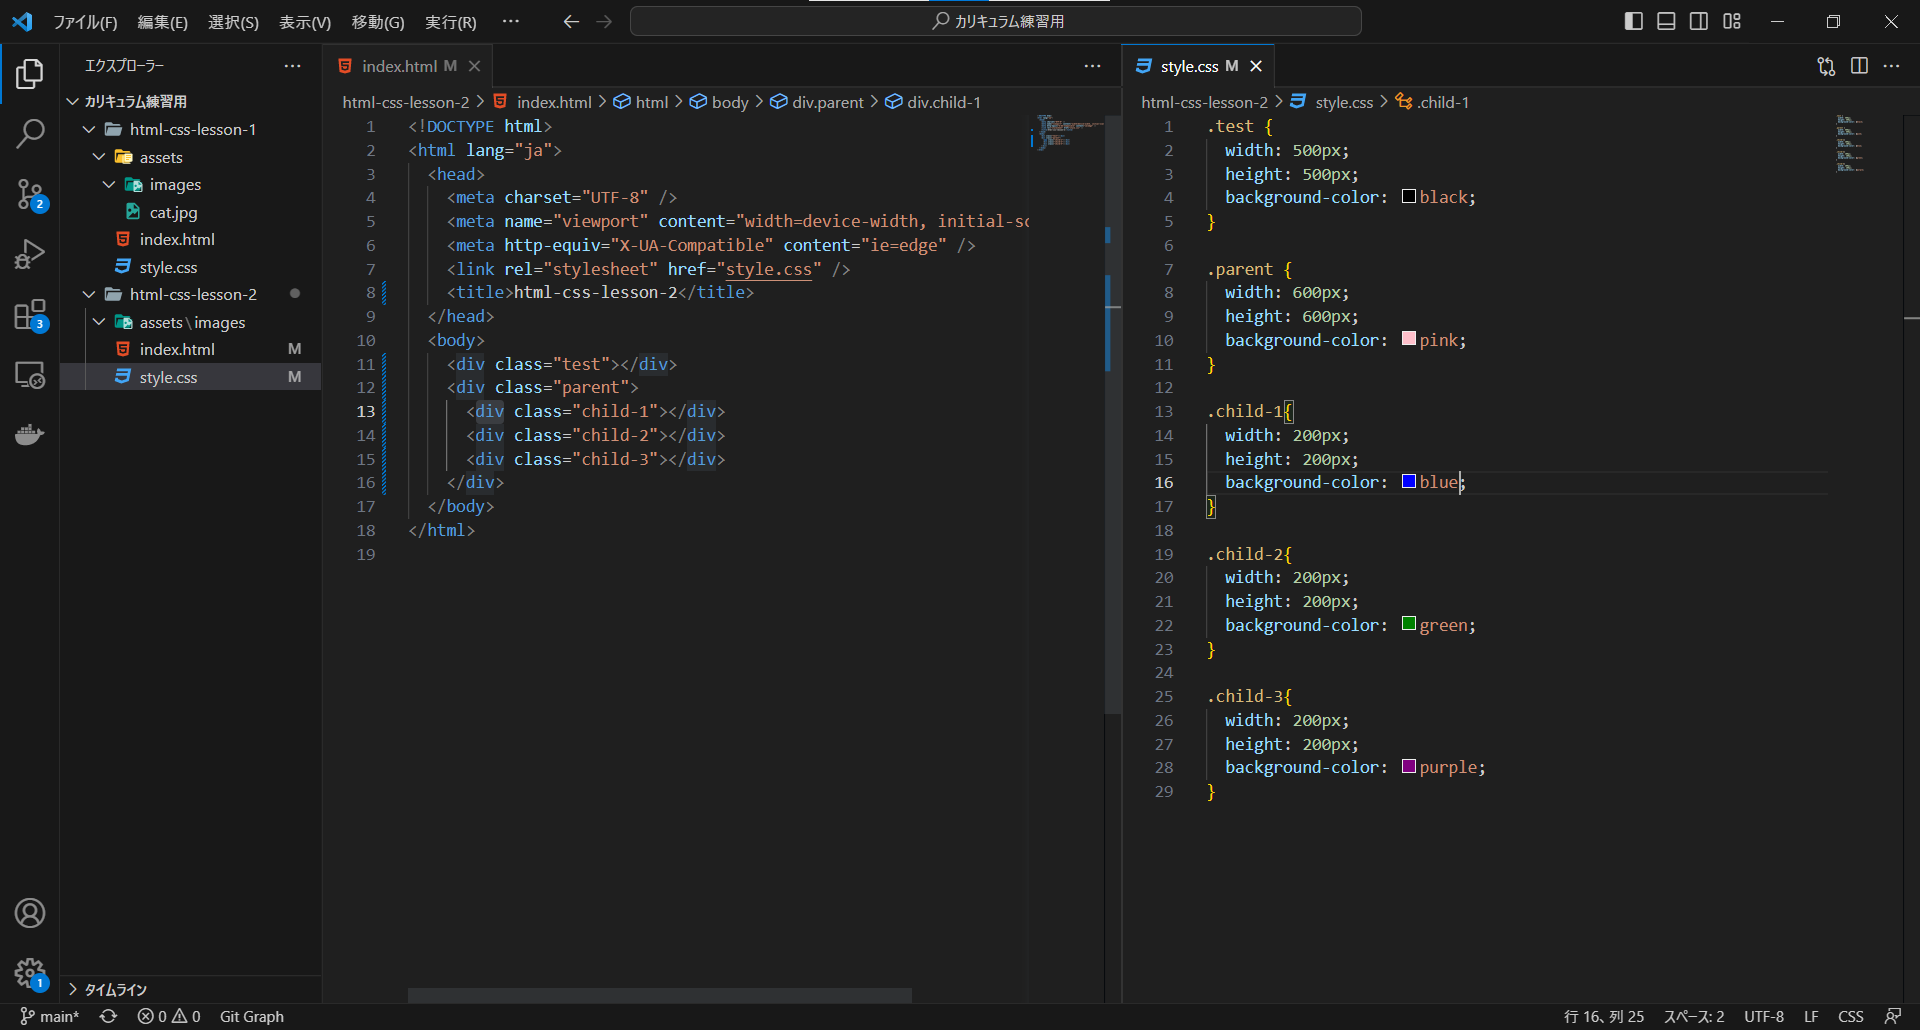 ファイル(F) 編集(E) 選択(S) 表示(V) 移動(G) 実行(R) ··· カリキュラム練習用
エクスプローラー ···
カリキュラム練習用
html-css-lesson-1
assets
images
cat.jpg
index.html
style.css
html-css-lesson-2
assets\images
index.html M
style.css M
タイムライン
2
3
1
index.html M
html-css-lesson-2 > index.html > html > body > div.parent > div.child-1
1 <!DOCTYPE html>
2 <html lang="ja">
3 <head>
4 <meta charset="UTF-8" />
5 <meta name="viewport" content="width=device-width, initial-sc
6 <meta http-equiv="X-UA-Compatible" content="ie=edge" />
7 <link rel="stylesheet" href="style.css" />
8 <title>html-css-lesson-2</title>
9 </head>
10 <body>
11 <div class="test"></div>
12 <div class="parent">
13 <div class="child-1"></div>
14 <div class="child-2"></div>
15 <div class="child-3"></div>
16 </div>
17 </body>
18 </html>
19
style.css M
html-css-lesson-2 > style.css > .child-1
1 .test {
2 width: 500px;
3 height: 500px;
4 background-color: black;
5 }
6
7 .parent {
8 width: 600px;
9 height: 600px;
10 background-color: pink;
11 }
12
13 .child-1{
14 width: 200px;
15 height: 200px;
16 background-color: blue;
17 }
18
19 .child-2{
20 width: 200px;
21 height: 200px;
22 background-color: green;
23 }
24
25 .child-3{
26 width: 200px;
27 height: 200px;
28 background-color: purple;
29 }
main* 0 0 Git Graph 行 16、列 25 スペース: 2 UTF-8 LF CSS